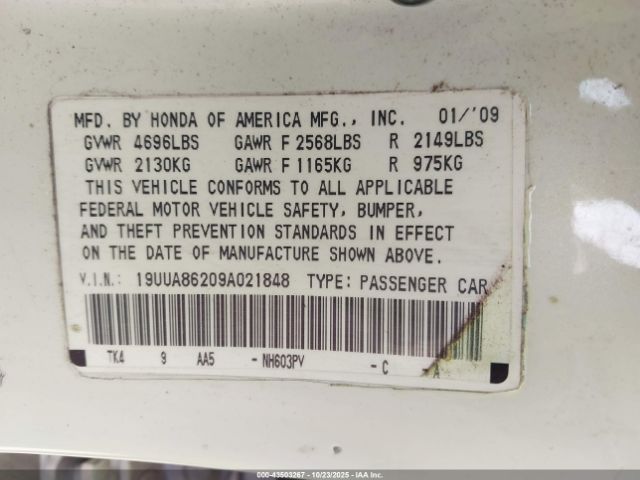 MFD. BY HONDA OF AMERICA MFG., INC. 01/'09
GVWR 4696LBS GAWR F 2568LBS R 2149LBS
GVWR 2130KG GAWR F 1165KG R 975KG
THIS VEHICLE CONFORMS TO ALL APPLICABLE
FEDERAL MOTOR VEHICLE SAFETY, BUMPER,
AND THEFT PREVENTION STANDARDS IN EFFECT
ON THE DATE OF MANUFACTURE SHOWN ABOVE.
V.I.N.: 19UUA86209A021848 TYPE: PASSENGER CAR
TK4 9 AA5 - NH603PV - C - A
000-43503267 - 10/23/2025 - IAA Inc.